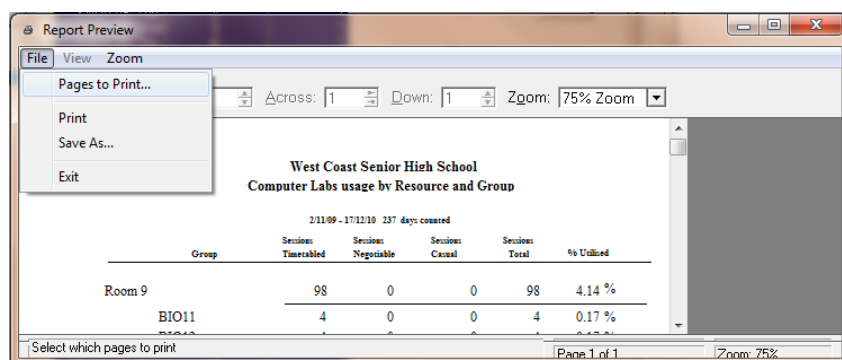 Report Preview
File View Zoom
Pages to Print...
Across: 1 Down: 1 Zoom: 75% Zoom
Print
Save As...
Exit
West Coast Senior High School
Computer Labs usage by Resource and Group
2/11/09 - 17/12/10 237 days counted
Sessions Sessions Sessions Sessions
Group Timetabled Negotiable Casual Total % Utilised
Room 9 98 0 0 98 4.14 %
BIO11 4 0 0 4 0.17 %
Select which pages to print
Page 1 of 1 Zoom: 75%